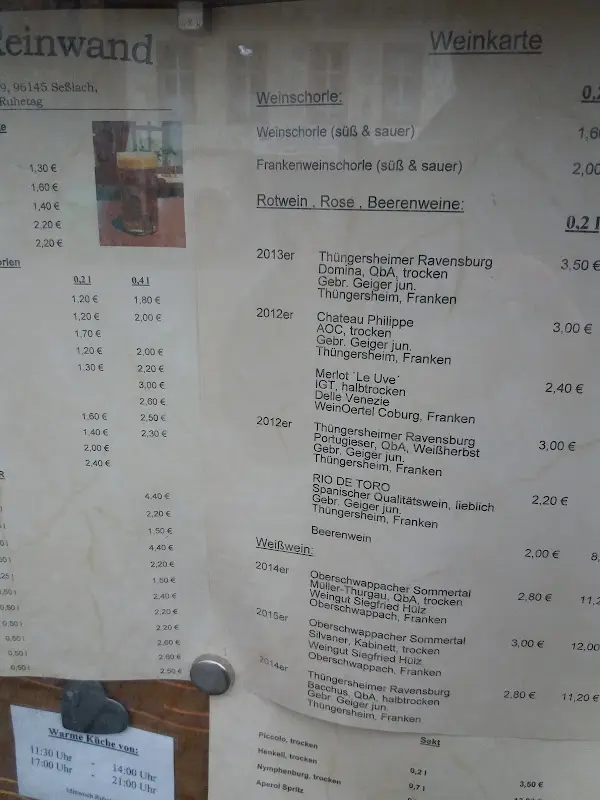 Reinwand
96145 Seßlach,
Ruhetag
1,30 €
1,60 €
1,40 €
2,20 €
2,20 €
0,2 l 0,4 l
1,20 € 1,80 €
1,20 € 2,00 €
1,70 €
1,20 € 2,00 €
1,30 € 2,20 €
3,00 €
2,60 €
1,60 € 2,50 €
1,40 € 2,30 €
2,00 €
2,40 €
4,40 €
2,20 €
1,50 €
4,40 €
2,20 €
1,50 €
2,40 €
0,50 l 2,20 €
0,50 l 2,20 €
0,50 l 2,60 €
0,50 l 2,60 €
0,50 l 2,50 €
Warme Küche von:
11:30 Uhr - 14:00 Uhr
17:00 Uhr - 21:00 Uhr
Weinkarte
Weinschorle:
Weinschorle (süß & sauer)
Frankenweinschorle (süß & sauer) 2,00
Rotwein , Rose , Beerenweine:
0,2 l
2013er Thüngersheimer Ravensburg 3,50 €
Domina, QbA, trocken
Gebr. Geiger jun.
Thüngersheim, Franken
2012er Chateau Philippe 3,00 €
AOC, trocken
Gebr. Geiger jun.
Thüngersheim, Franken
Merlot ´Le Uve´ 2,40 €
IGT, halbtrocken
Delle Venezie
WeinOertel Coburg, Franken
2012er Thüngersheimer Ravensburg 3,00 €
Portugieser, QbA, Weißherbst
Gebr. Geiger jun.
Thüngersheim, Franken
RIO DE TORO 2,20 €
Spanischer Qualitätswein, lieblich
Gebr. Geiger jun.
Thüngersheim, Franken
Beerenwein 2,00 €
Weißwein:
2014er Oberschwappacher Sommertal 2,80 €
Müller-Thurgau, QbA, trocken
Weingut Siegfried Hülz
Oberschwappach, Franken
2015er Oberschwappacher Sommertal 3,00 € 12,00
Silvaner, Kabinett, trocken
Weingut Siegfried Hülz
Oberschwappach, Franken
2014er Thüngersheimer Ravensburg 2,80 € 11,20 €
Bacchus, QbA, halbtrocken
Gebr. Geiger jun.
Thüngersheim, Franken
Sekt
Piccolo, trocken 0,2 l 3,50 €
Henkell, trocken 0,7 l
Nymphenburg, trocken
Aperol Spritz